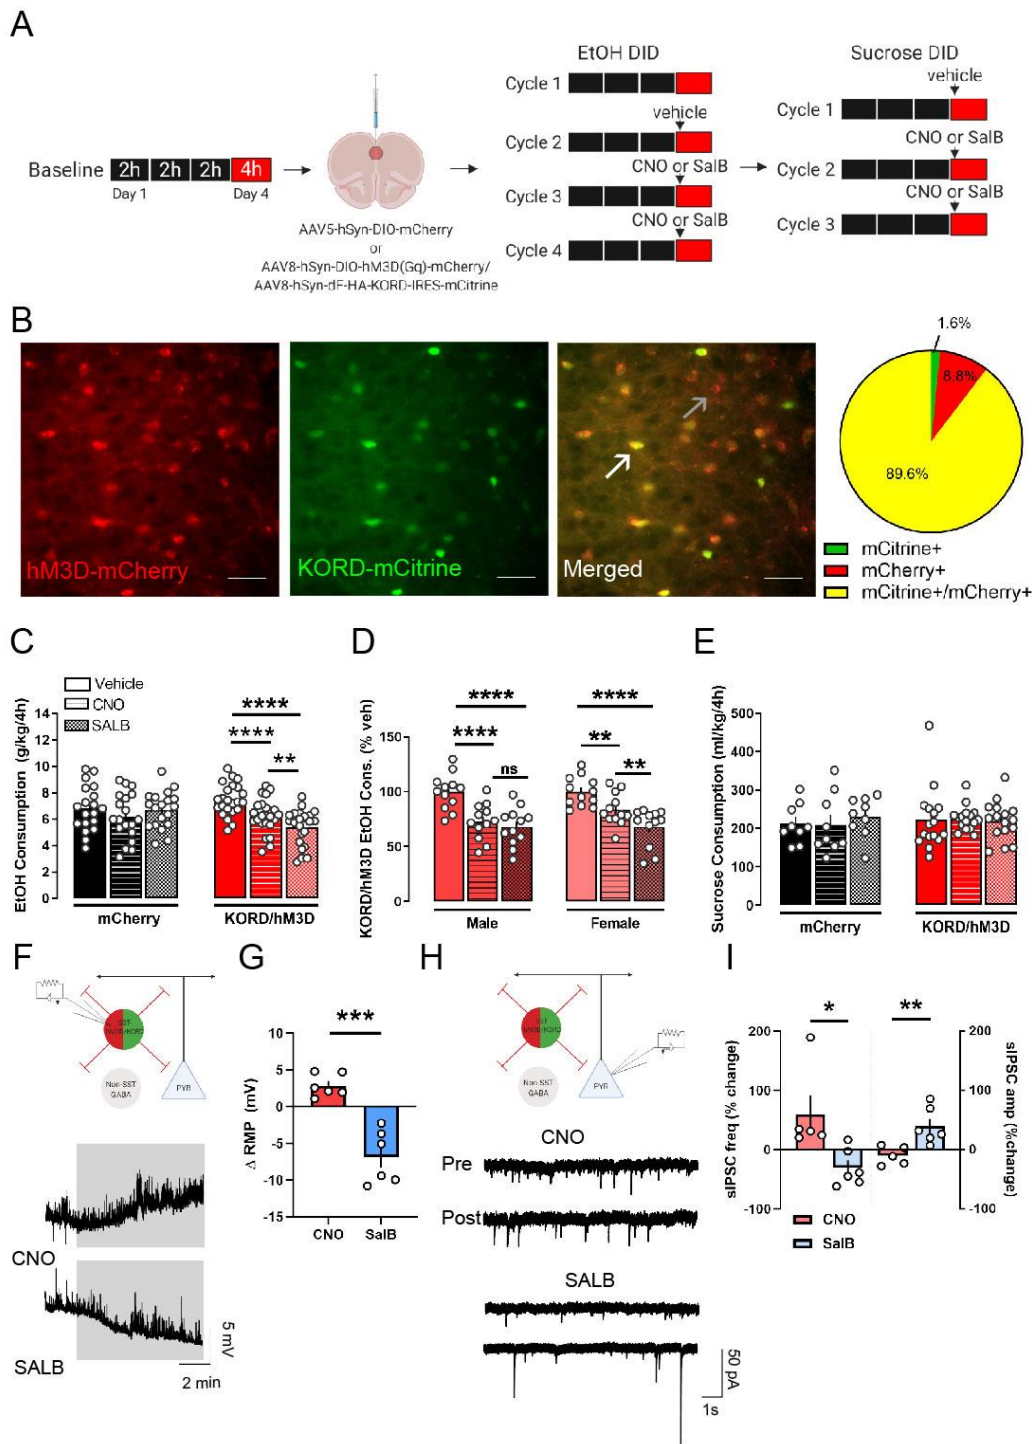 A
EtOH DID
Sucrose DID
Cycle 1
vehicle
Cycle 2
CNO or SalB
Cycle 3
CNO or SalB
Cycle 4
vehicle
Cycle 1
CNO or SalB
Cycle 2
CNO or SalB
Cycle 3
Baseline
2h 2h 2h 4h
Day 1 Day 4
AAV5-hSyn-DIO-mCherry
or
AAV8-hSyn-DIO-hM3D(Gq)-mCherry/
AAV8-hSyn-dF-HA-KORD-IRES-mCitrine
B
hM3D-mCherry
KORD-mCitrine
Merged
1.6%
8.8%
89.6%
mCitrine+
mCherry+
mCitrine+/mCherry+
C
Vehicle
CNO
SALB
EtOH Consumption (g/kg/4h)
14
12
10
8
6
4
2
0
****
****
**
mCherry
KORD/hM3D
D
KORD/hM3D EtOH Cons. (% veh)
150
100
50
0
****
****
ns
****
**
**
Male
Female
E
Sucrose Consumption (ml/kg/4h)
500
400
300
200
100
0
mCherry
KORD/hM3D
F
Non-SST
GABA
PYR
CNO
SALB
5 mV
2 min
G
Δ RMP (mV)
10
5
0
-5
-10
-15
***
CNO
SalB
H
Non-SST
GABA
PYR
CNO
Pre
Post
SALB
50 pA
1s
I
sIPSC freq (% change)
200
100
0
-100
*
**
200
100
0
-100
sIPSC amp (%change)
CNO
SalB